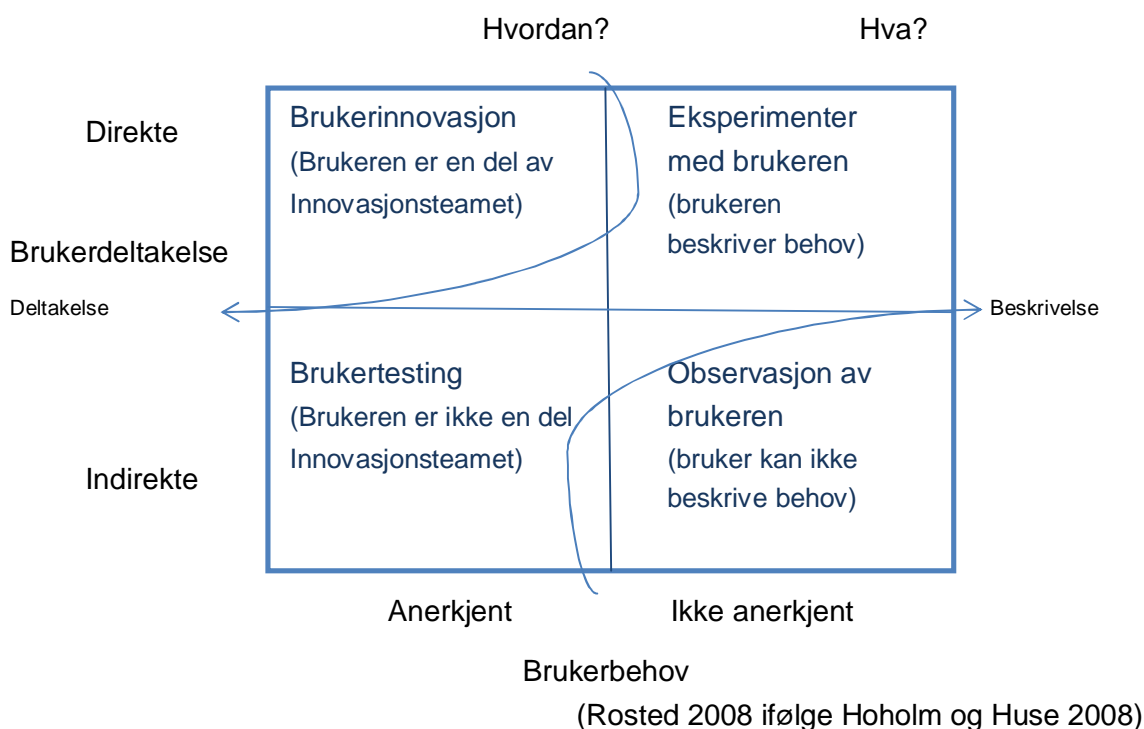 Hvordan?
Hva?
Direkte
Brukerinnovasjon
(Brukeren er en del av
Innovasjonsteamet)
Eksperimenter
med brukeren
(brukeren
beskriver behov)
Brukerdeltakelse
Deltakelse
Beskrivelse
Indirekte
Brukertesting
(Brukeren er ikke en del
Innovasjonsteamet)
Observasjon av
brukeren
(bruker kan ikke
beskrive behov)
Anerkjent
Ikke anerkjent
Brukerbehov
(Rosted 2008 ifølge Hoholm og Huse 2008)